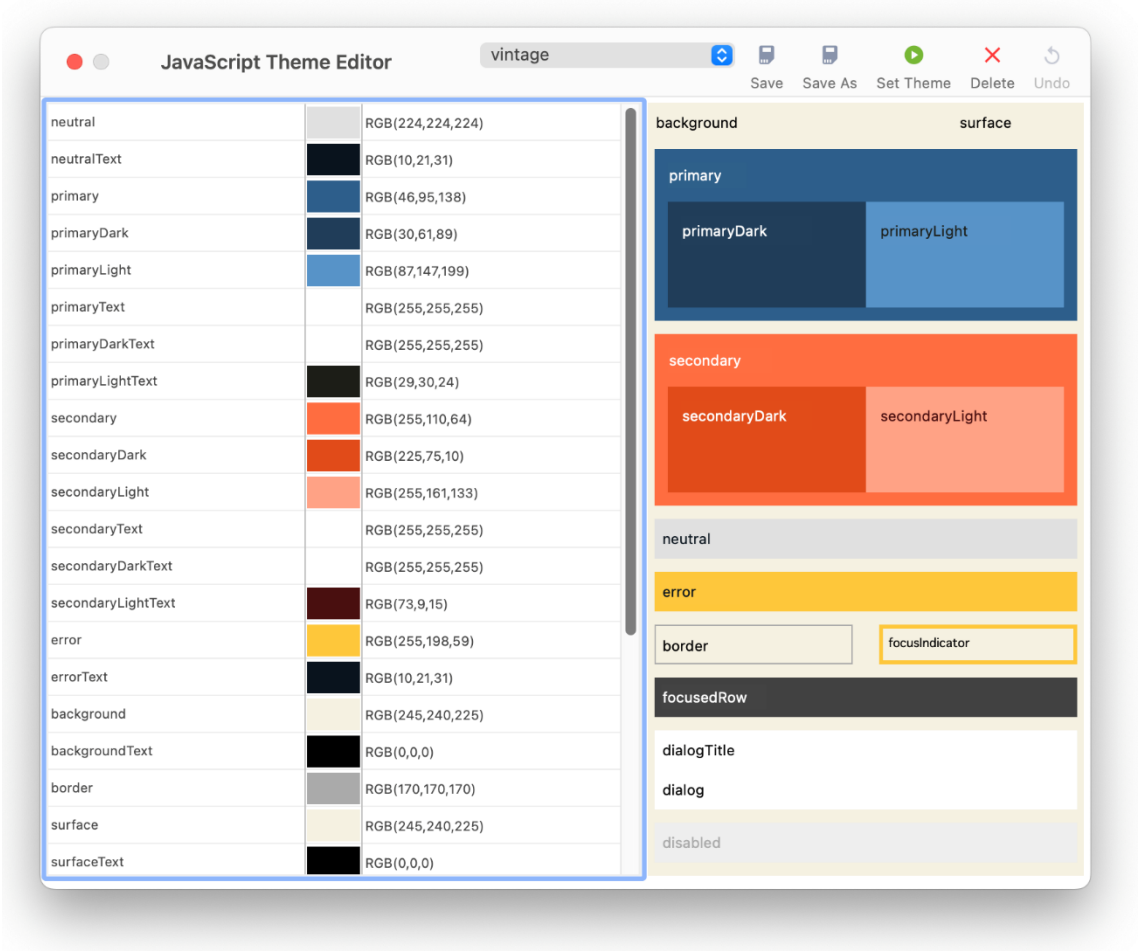 JavaScript Theme Editor
vintage
Save
Save As
Set Theme
Delete
Undo
neutral RGB(224,224,224)
neutralText RGB(10,21,31)
primary RGB(46,95,138)
primaryDark RGB(30,61,89)
primaryLight RGB(87,147,199)
primaryText RGB(255,255,255)
primaryDarkText RGB(255,255,255)
primaryLightText RGB(29,30,24)
secondary RGB(255,110,64)
secondaryDark RGB(225,75,10)
secondaryLight RGB(255,161,133)
secondaryText RGB(255,255,255)
secondaryDarkText RGB(255,255,255)
secondaryLightText RGB(73,9,15)
error RGB(255,198,59)
errorText RGB(10,21,31)
background RGB(245,240,225)
backgroundText RGB(0,0,0)
border RGB(170,170,170)
surface RGB(245,240,225)
surfaceText RGB(0,0,0)
background surface
primary
primaryDark primaryLight
secondary
secondaryDark secondaryLight
neutral
error
border focusIndicator
focusedRow
dialogTitle
dialog
disabled